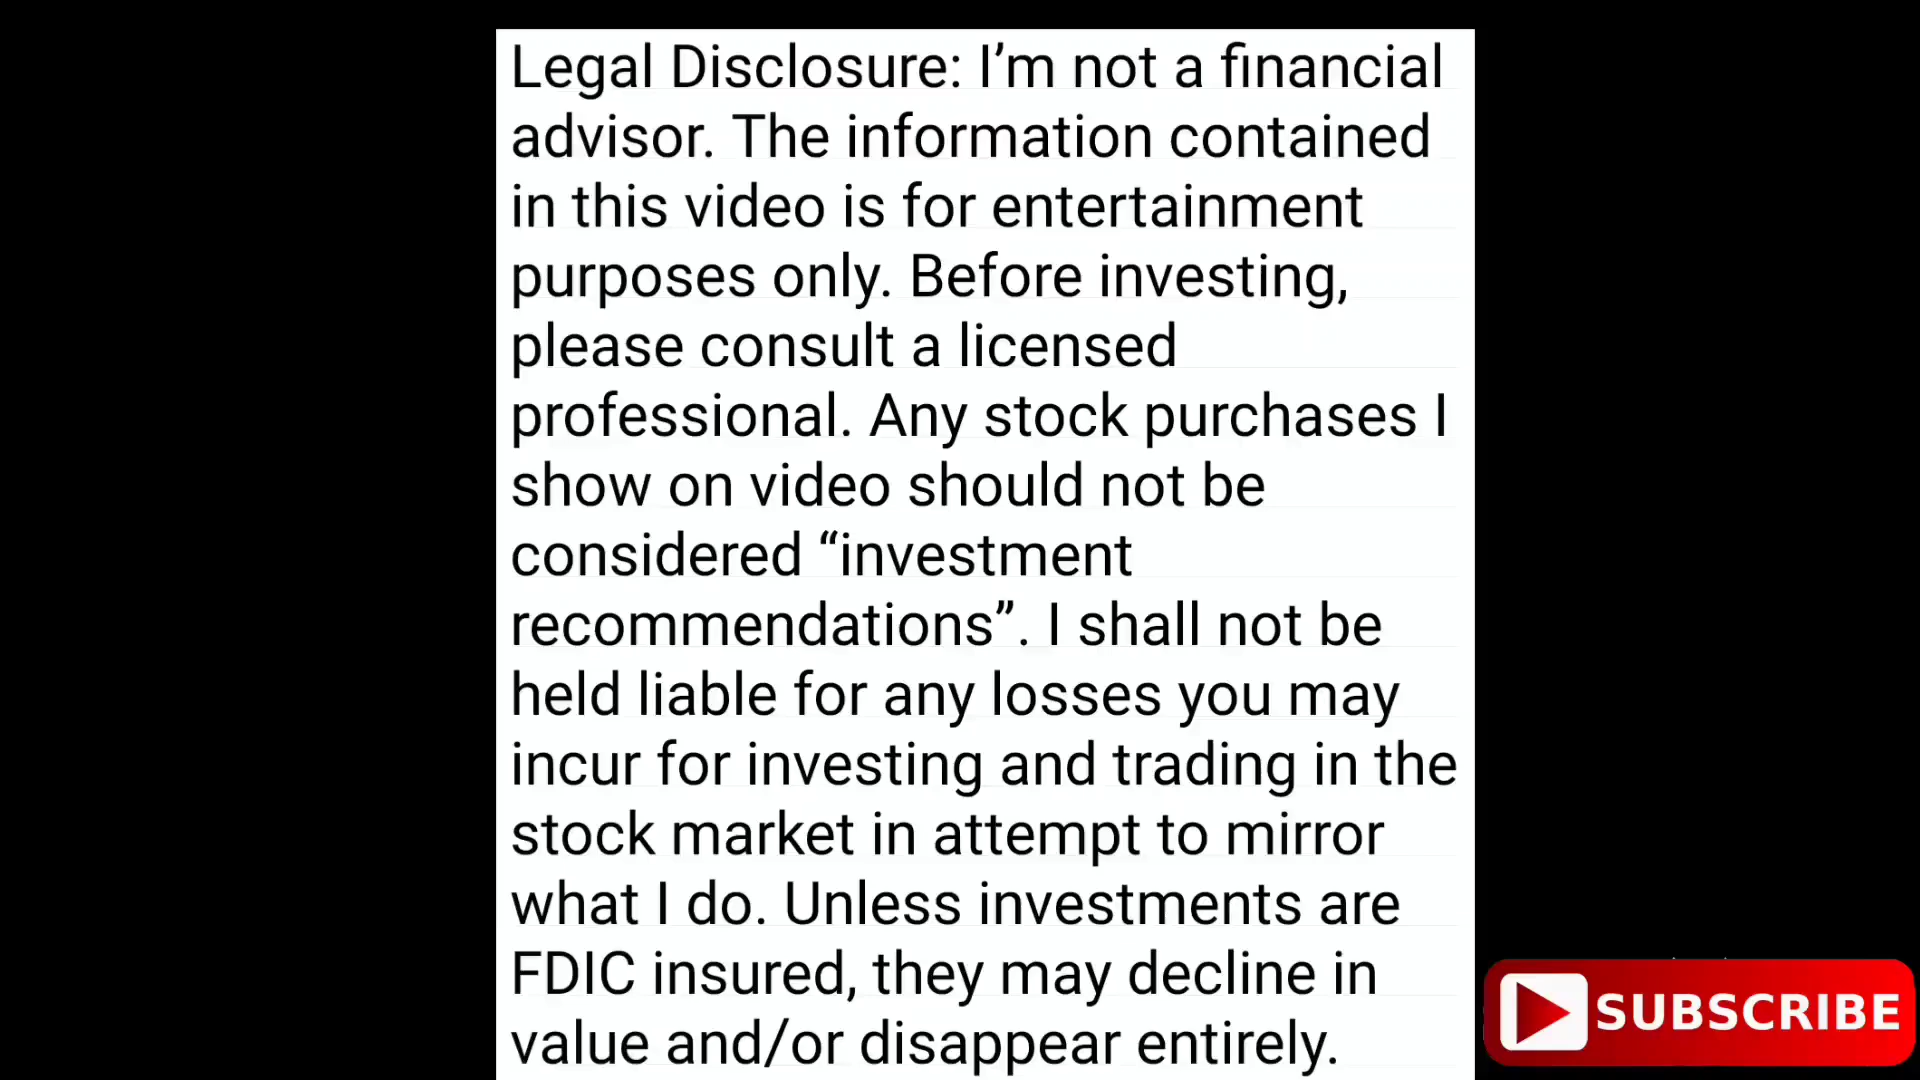 Legal Disclosure: I’m not a financial
advisor. The information contained
in this video is for entertainment
purposes only. Before investing,
please consult a licensed
professional. Any stock purchases I
show on video should not be
considered “investment
recommendations”. I shall not be
held liable for any losses you may
incur for investing and trading in the
stock market in attempt to mirror
what I do. Unless investments are
FDIC insured, they may decline in
value and/or disappear entirely.
SUBSCRIBE